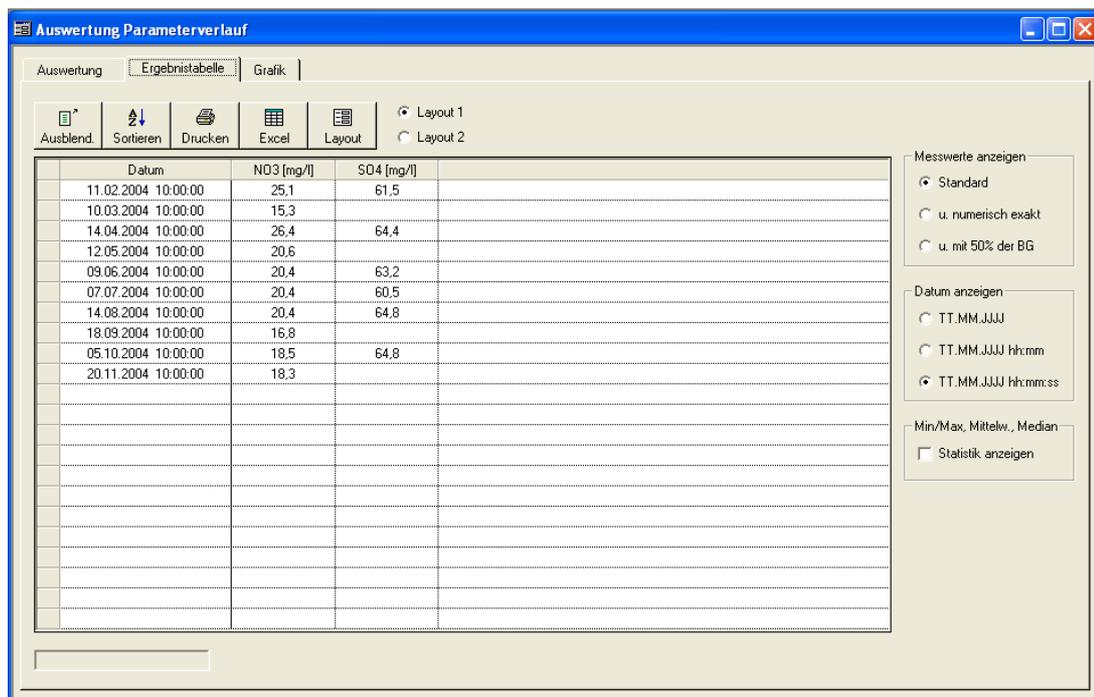 Auswertung Parameterverlauf
Auswertung Ergebnistabelle Grafik
Ausblend. Sortieren Drucken Excel Layout
Layout 1
Layout 2
Datum NO3 [mg/l] SO4 [mg/l]
11.02.2004 10:00:00 25,1 61,5
10.03.2004 10:00:00 15,3
14.04.2004 10:00:00 26,4 64,4
12.05.2004 10:00:00 20,6
09.06.2004 10:00:00 20,4 63,2
07.07.2004 10:00:00 20,4 60,5
14.08.2004 10:00:00 20,4 64,8
18.09.2004 10:00:00 16,8
05.10.2004 10:00:00 18,5 64,8
20.11.2004 10:00:00 18,3
Messwerte anzeigen
Standard
u. numerisch exakt
u. mit 50% der BG
Datum anzeigen
TT.MM.JJJJ
TT.MM.JJJJ hh:mm
TT.MM.JJJJ hh:mm:ss
Min/Max, Mittelw., Median
Statistik anzeigen